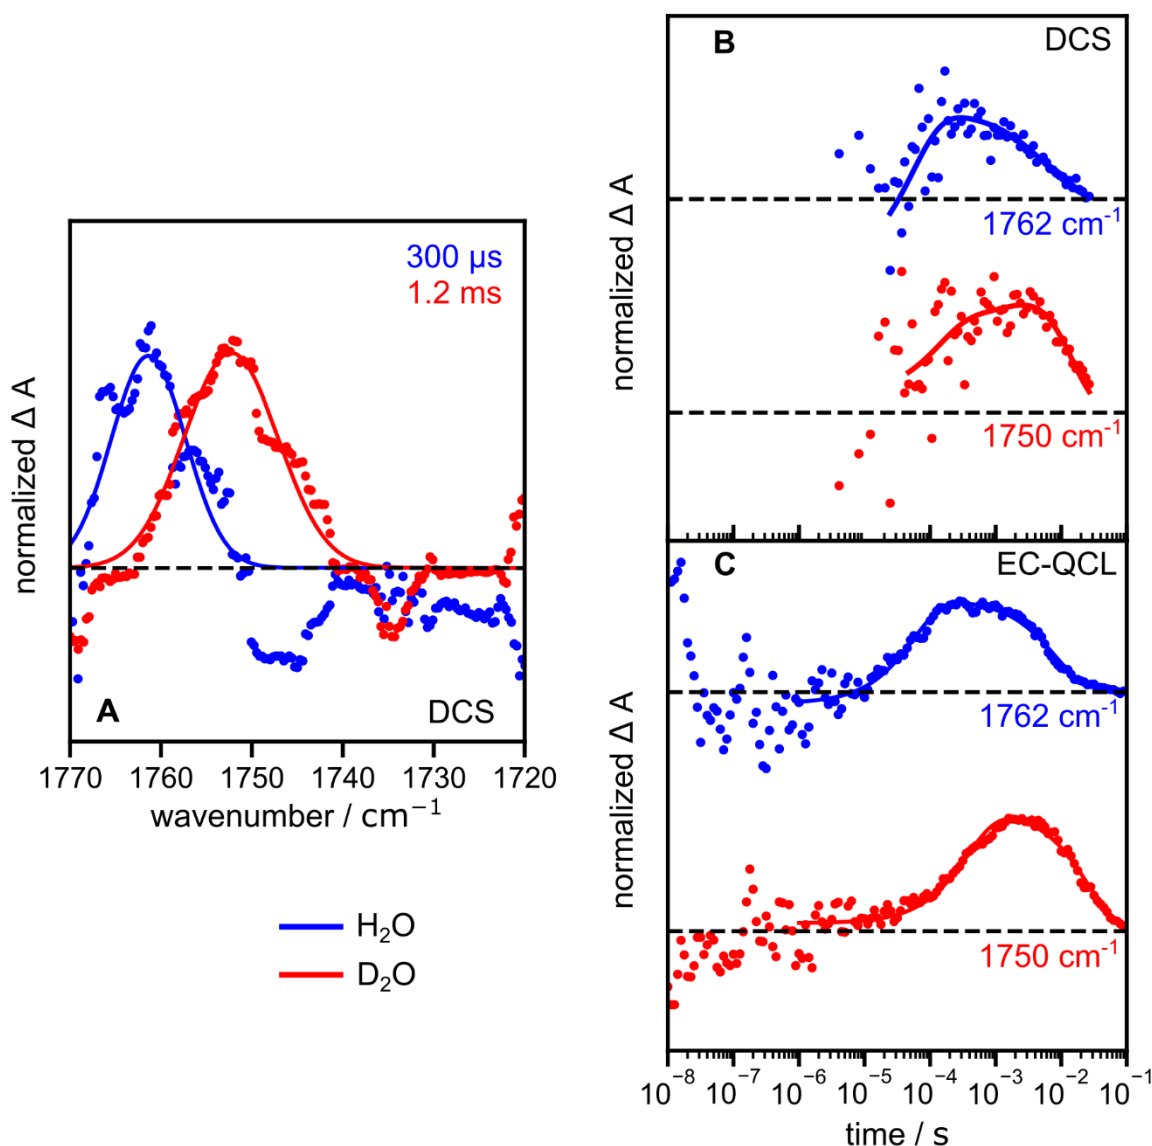 normalized Δ A
300 µs
1.2 ms
A
DCS
1770 1760 1750 1740 1730 1720
wavenumber / cm⁻¹
H₂O
D₂O
B
DCS
normalized Δ A
1762 cm⁻¹
1750 cm⁻¹
C
EC-QCL
normalized Δ A
1762 cm⁻¹
1750 cm⁻¹
10⁻⁸ 10⁻⁷ 10⁻⁶ 10⁻⁵ 10⁻⁴ 10⁻³ 10⁻² 10⁻¹
time / s